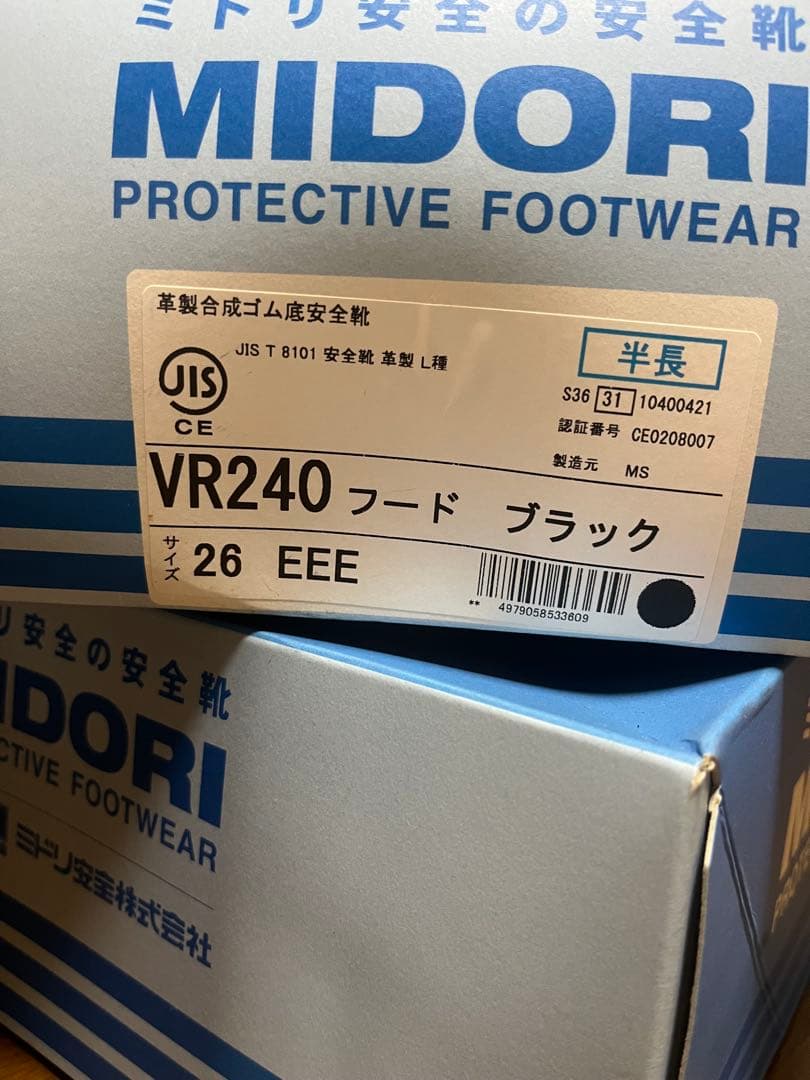 ミドリ安全の安全靴
MIDORI
PROTECTIVE FOOTWEAR
革製合成ゴム底安全靴
JIS
CE
JIS T 8101 安全靴 革製 L種
半長
S36 31 10400421
認証番号 CE0208007
製造元 MS
VR240 フード ブラック
サイズ 26 EEE
** 4979058533609
リ安全の安全靴
IDORI
CTIVE FOOTWEAR
ミドリ安全株式会社